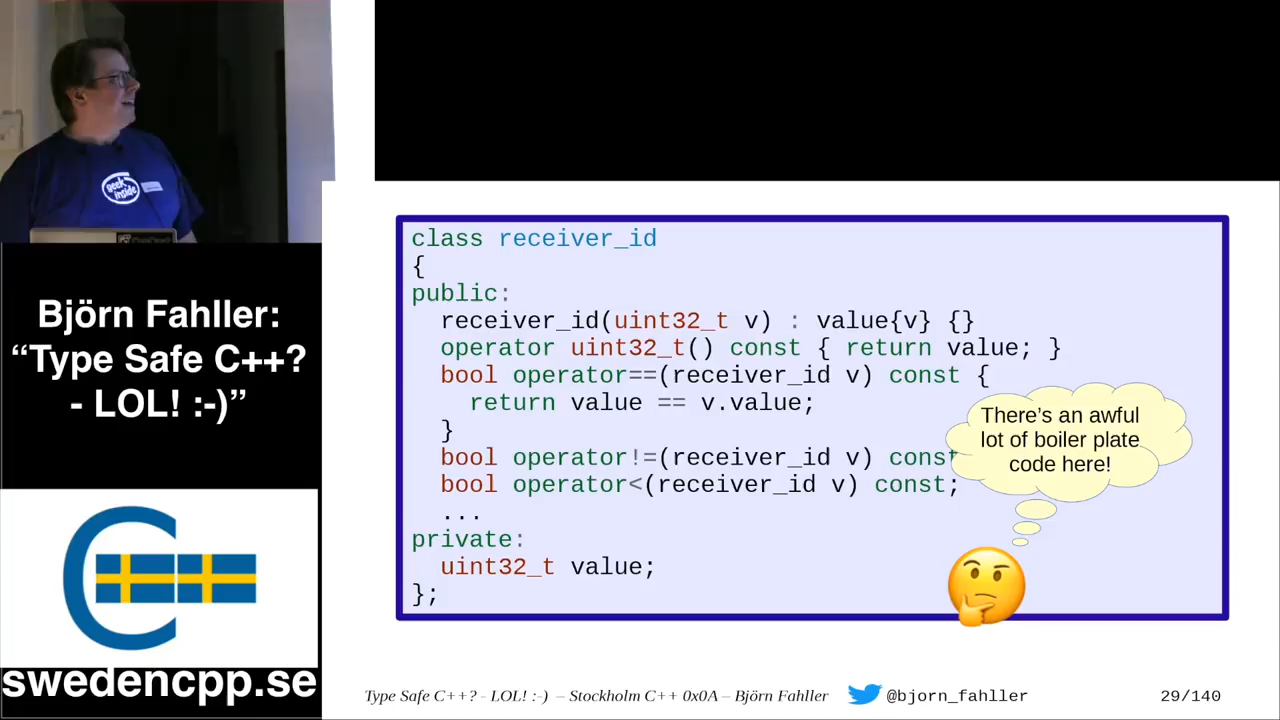 geek
inside
Björn Fahller:
“Type Safe C++?
- LOL! :-)”
C
swedencpp.se
class receiver_id
{
public:
receiver_id(uint32_t v) : value{v} {}
operator uint32_t() const { return value; }
bool operator==(receiver_id v) const {
return value == v.value;
}
bool operator!=(receiver_id v) const
bool operator<(receiver_id v) const;
...
private:
uint32_t value;
};
There’s an awful
lot of boiler plate
code here!
Type Safe C++? - LOL! :-) – Stockholm C++ 0x0A – Björn Fahller
@bjorn_fahller
29/140